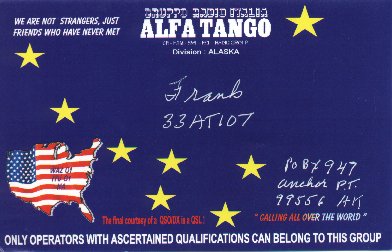 WE ARE NOT STRANGERS, JUST
FRIENDS WHO HAVE NEVER MET
GRUPPO RADIO ITALIA
ALFA TANGO
Division : ALASKA
Frank
33AT107
PO BX 947
anchor PT.
99556 AK
The final courtesy of a QSO/DX is a QSL !
" CALLING ALL OVER THE WORLD "
ONLY OPERATORS WITH ASCERTAINED QUALIFICATIONS CAN BELONG TO THIS GROUP